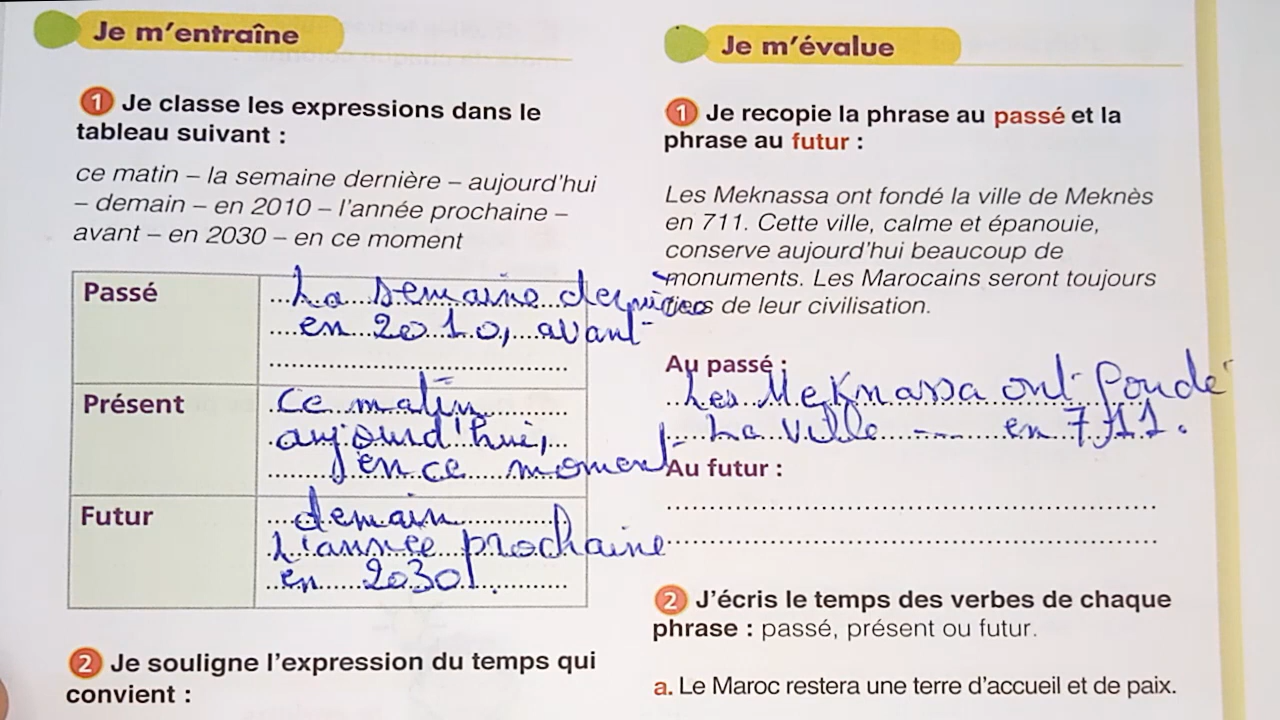 Je m'entraîne
1 Je classe les expressions dans le
tableau suivant :
ce matin – la semaine dernière – aujourd'hui
– demain – en 2010 – l'année prochaine –
avant – en 2030 – en ce moment
Passé
La semaine dernière
en 2010, avant
Présent
Ce matin
aujourd'hui,
en ce moment
Futur
demain
L'année prochaine
en 2030.
2 Je souligne l'expression du temps qui
convient :
Je m'évalue
1 Je recopie la phrase au passé et la
phrase au futur :
Les Meknassa ont fondé la ville de Meknès
en 711. Cette ville, calme et épanouie,
conserve aujourd'hui beaucoup de
monuments. Les Marocains seront toujours
de leur civilisation.
Au passé :
Les Meknassa ont fondé
La ville --- en 711.
Au futur :
2 J'écris le temps des verbes de chaque
phrase : passé, présent ou futur.
a. Le Maroc restera une terre d'accueil et de paix.